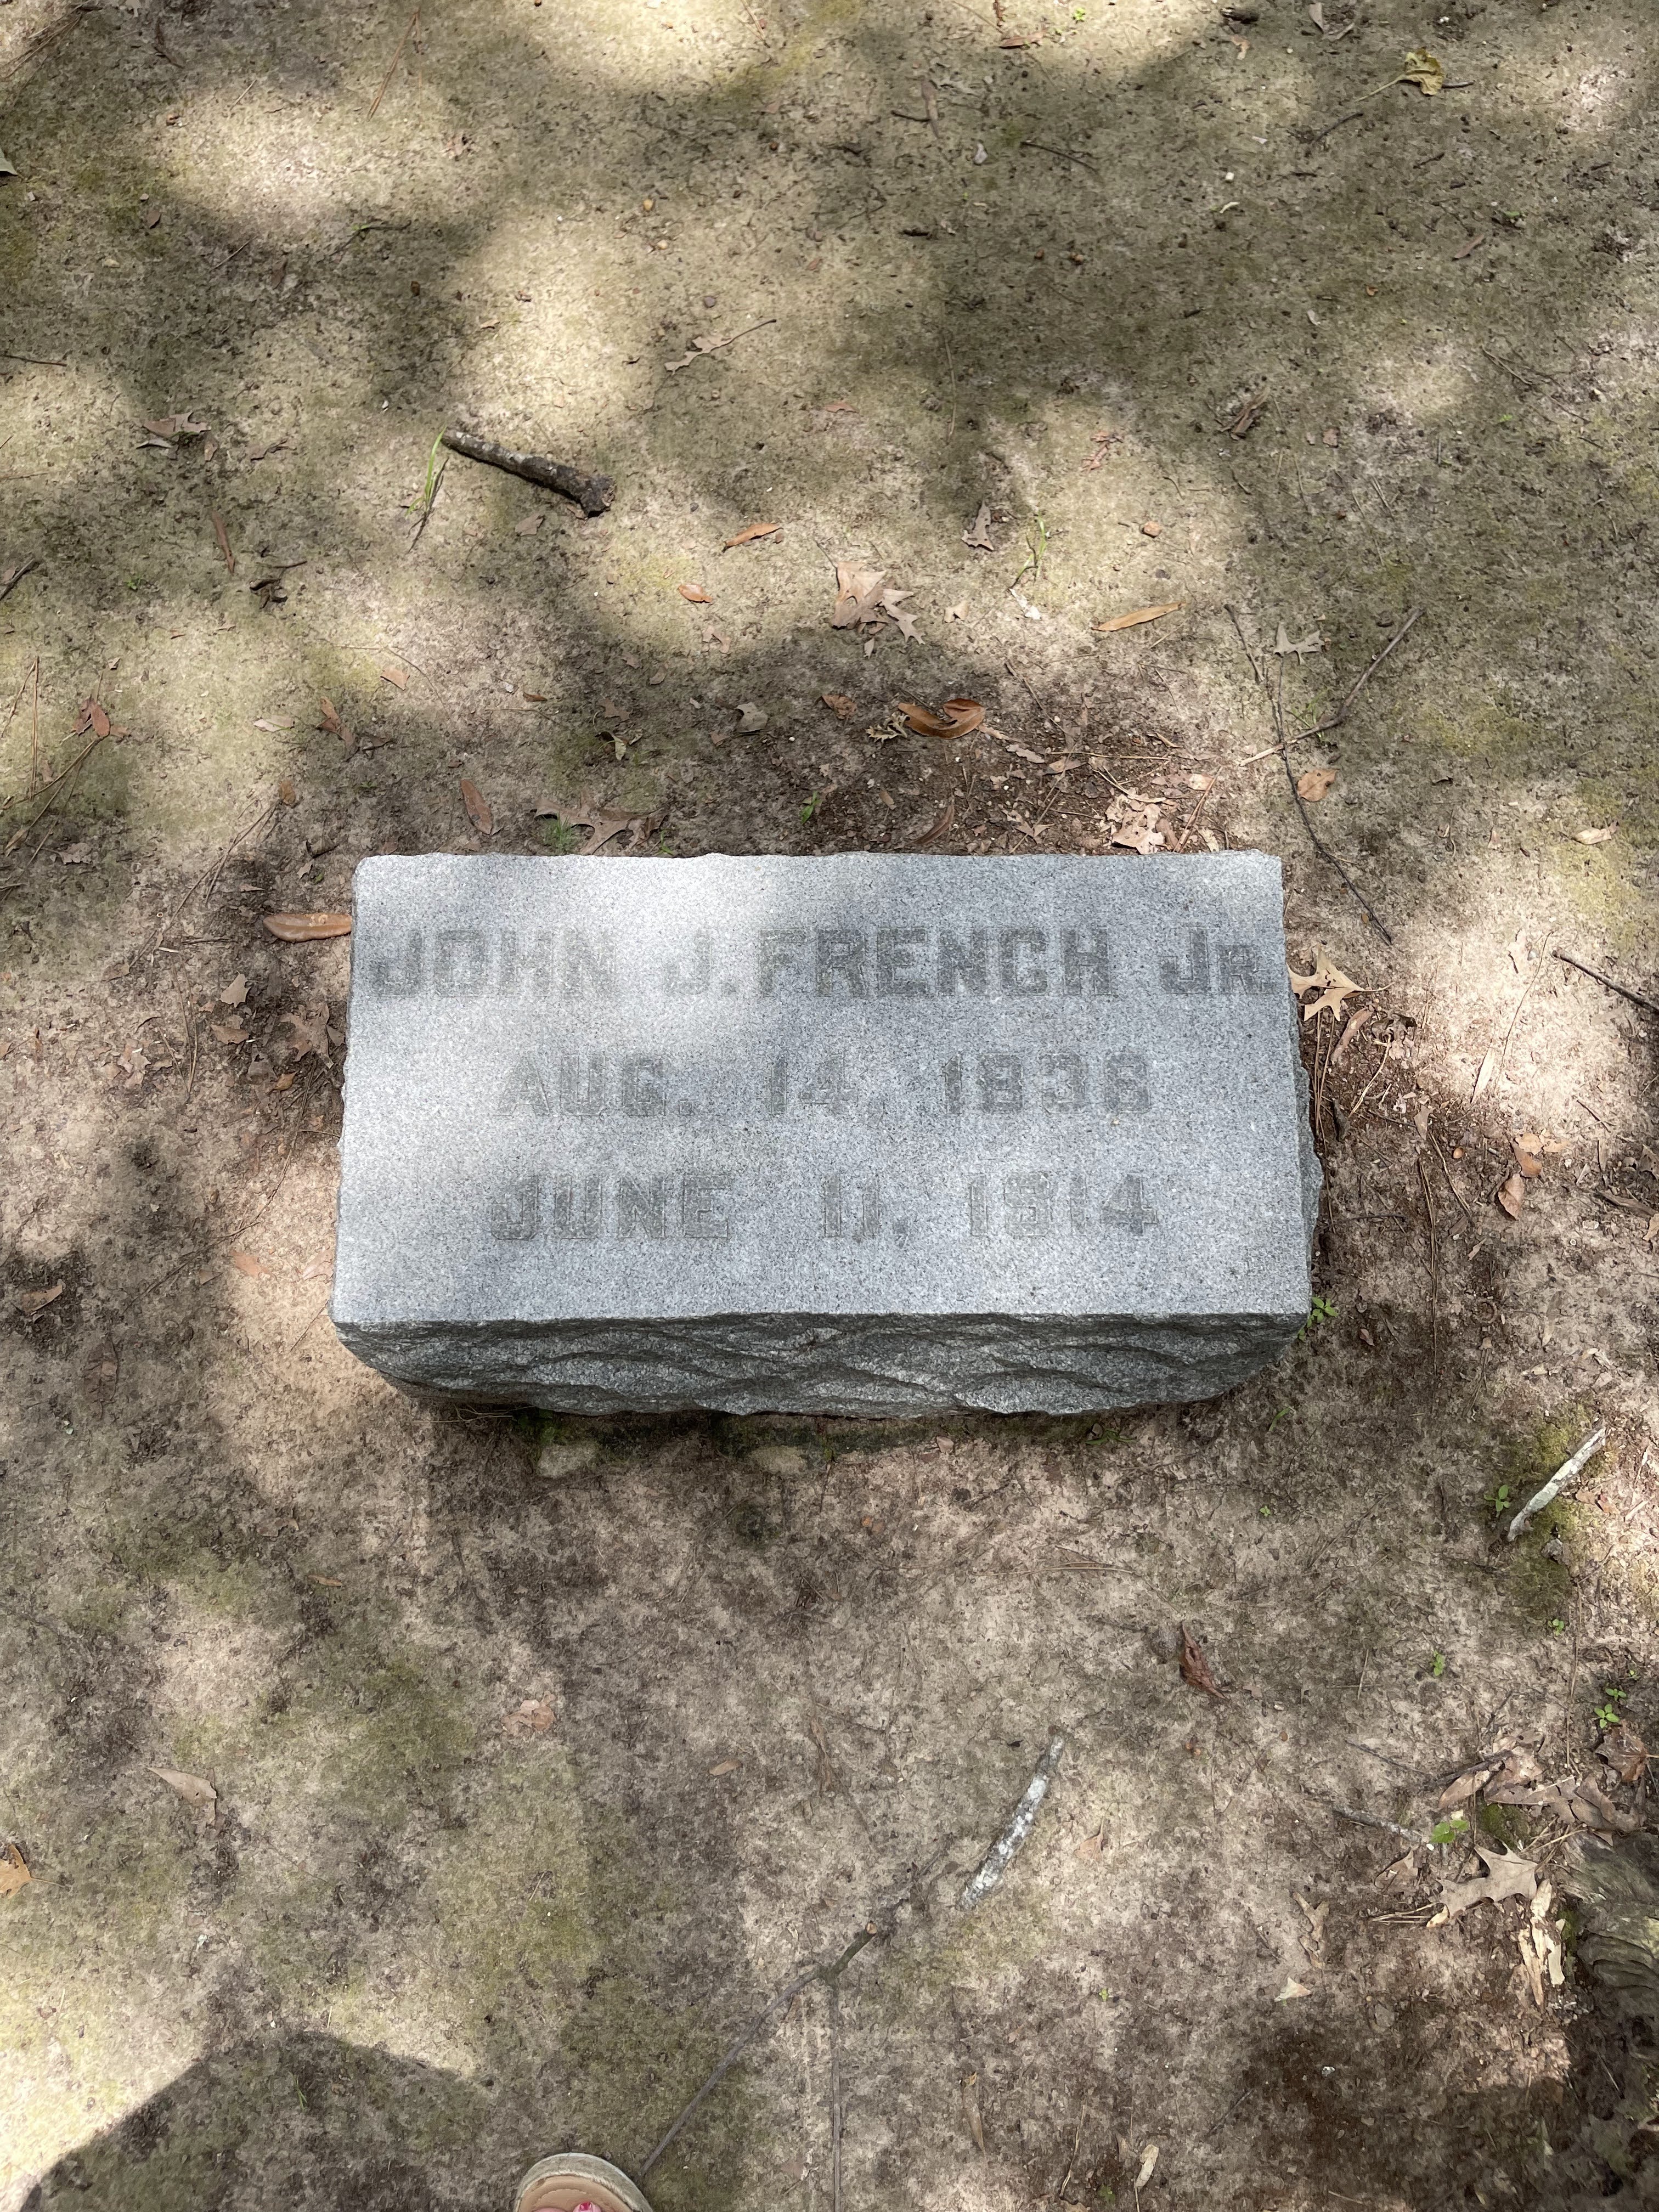 JOHN J. FRENCH JR.
AUG. 14, 1836
JUNE 11, 1914